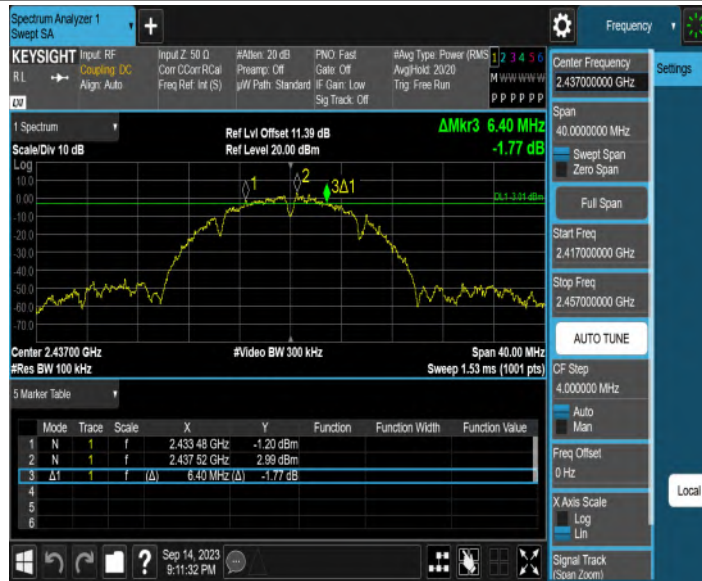 Spectrum Analyzer 1
Swept SA
Frequency
KEYSIGHT
Input: RF
Input Z: 50 Ω
#Atten: 20 dB
PNO: Fast
#Avg Type: Power (RMS
1 2 3 4 5 6
RL
Coupling: DC
Corr CCorr RCal
Preamp: Off
Gate: Off
Avg|Hold: 20/20
M W W W W W
Align: Auto
Freq Ref: Int (S)
µW Path: Standard
IF Gain: Low
Trig: Free Run
Sig Track: Off
P P P P P P
LXI
1 Spectrum
Ref Lvl Offset 11.39 dB
ΔMkr3 6.40 MHz
Scale/Div 10 dB
Ref Level 20.00 dBm
-1.77 dB
Log
10.0
0.00
-10.0
-20.0
-30.0
-40.0
-50.0
-60.0
-70.0
1
2
3Δ1
DL1 -3.01 dBm
Center 2.43700 GHz
#Video BW 300 kHz
Span 40.00 MHz
#Res BW 100 kHz
Sweep 1.53 ms (1001 pts)
5 Marker Table
Mode Trace Scale X Y Function Function Width Function Value
1 N 1 f 2.433 48 GHz -1.20 dBm
2 N 1 f 2.437 52 GHz 2.99 dBm
3 Δ1 1 f (Δ) 6.40 MHz (Δ) -1.77 dB
4
5
6
Sep 14, 2023
9:11:32 PM
Center Frequency
2.437000000 GHz
Settings
Span
40.0000000 MHz
Swept Span
Zero Span
Full Span
Start Freq
2.417000000 GHz
Stop Freq
2.457000000 GHz
AUTO TUNE
CF Step
4.000000 MHz
Auto
Man
Freq Offset
0 Hz
Local
X Axis Scale
Log
Lin
Signal Track
(Span Zoom)